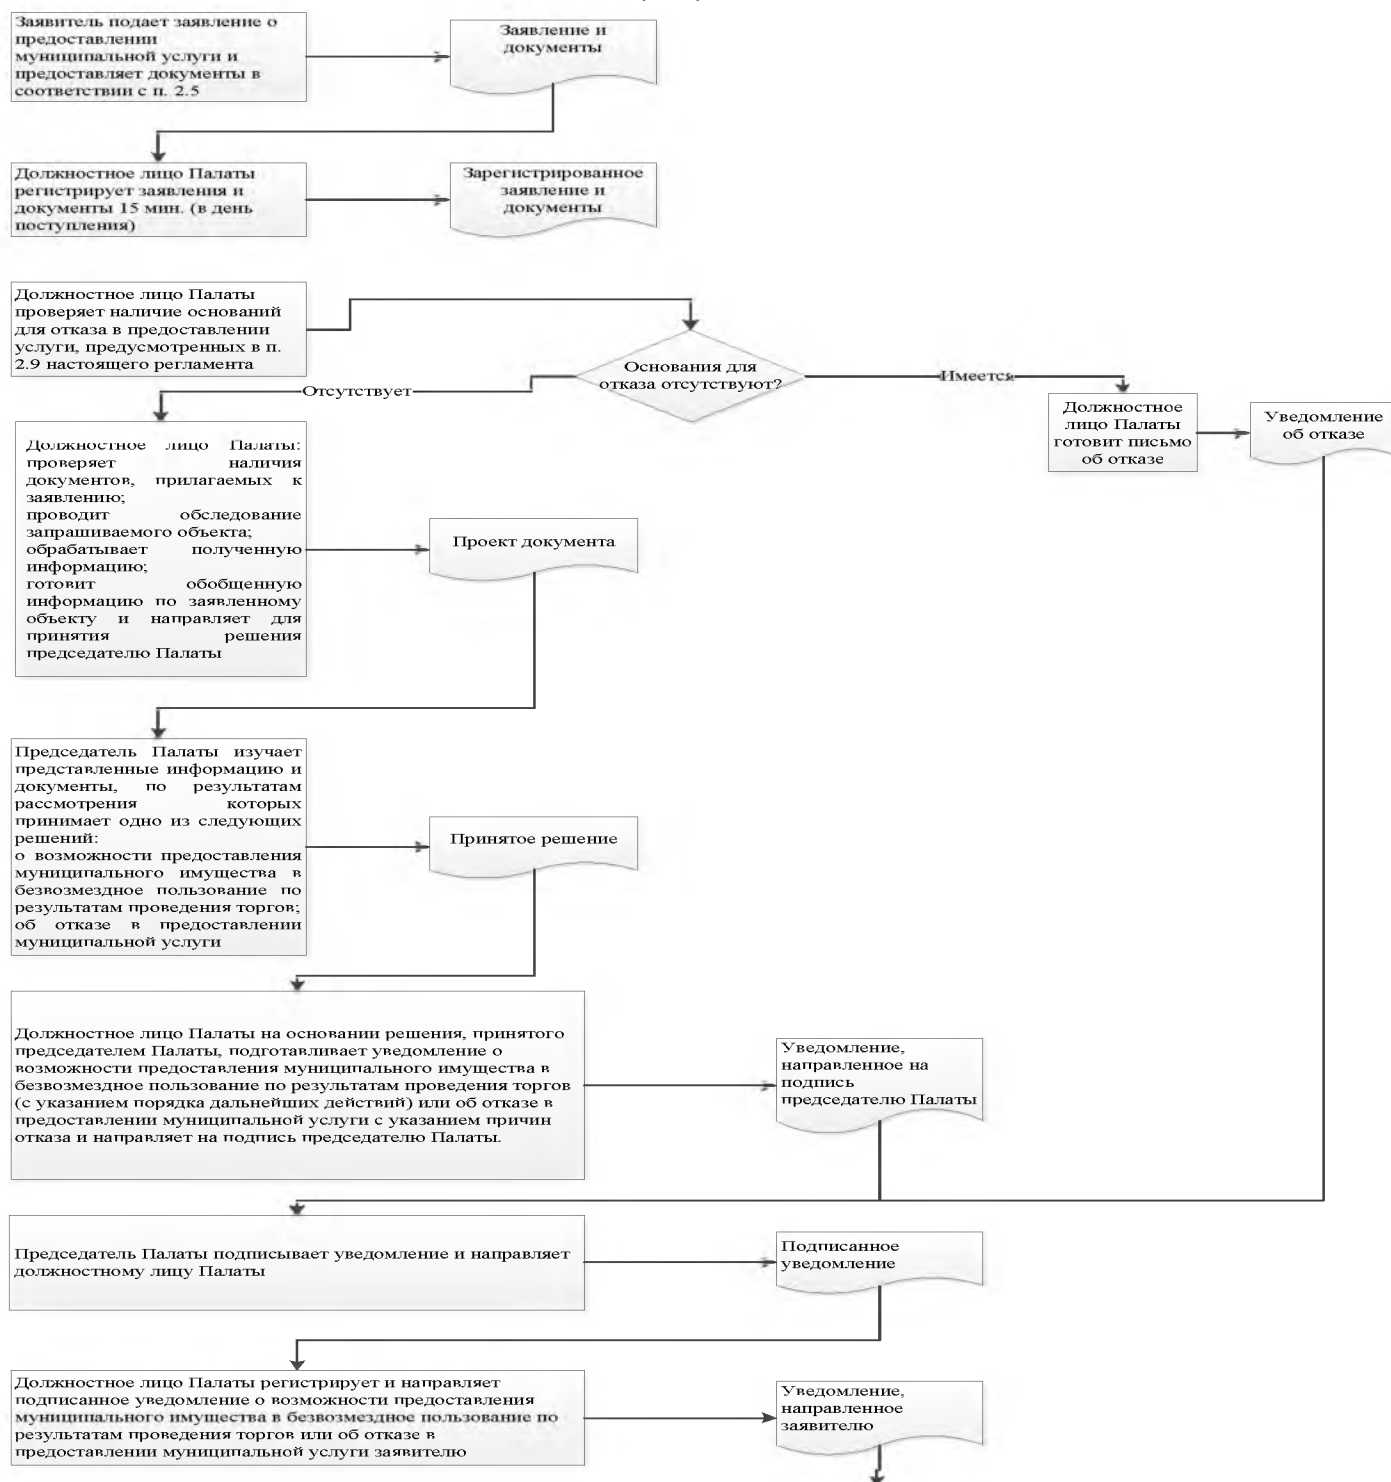 Заявитель подает заявление о
предоставлении
муниципальной услуги и
предоставляет документы в
соответствии с п. 2.5
Заявление и
документы
Должностное лицо Палаты
регистрирует заявления и
документы 15 мин. (в день
поступления)
Зарегистрированное
заявление и
документы
Должностное лицо Палаты
проверяет наличие оснований
для отказа в предоставлении
услуги, предусмотренных в п.
2.9 настоящего регламента
Основания для
отказа отсутствуют?
Отсутствует
Имеется
Должностное
лицо Палаты
готовит письмо
об отказе
Уведомление
об отказе
Должностное лицо Палаты:
проверяет наличия
документов, прилагаемых к
заявлению;
проводит обследование
запрашиваемого объекта;
обрабатывает полученную
информацию;
готовит обобщенную
информацию по заявленному
объекту и направляет для
принятия решения
председателю Палаты
Проект документа
Председатель Палаты изучает
представленные информацию и
документы, по результатам
рассмотрения которых
принимает одно из следующих
решений:
о возможности предоставления
муниципального имущества в
безвозмездное пользование по
результатам проведения торгов;
об отказе в предоставлении
муниципальной услуги
Принятое решение
Должностное лицо Палаты на основании решения, принятого
председателем Палаты, подготавливает уведомление о
возможности предоставления муниципального имущества в
безвозмездное пользование по результатам проведения торгов
(с указанием порядка дальнейших действий) или об отказе в
предоставлении муниципальной услуги с указанием причин
отказа и направляет на подпись председателю Палаты.
Уведомление,
направленное на
подпись
председателю Палаты
Председатель Палаты подписывает уведомление и направляет
должностному лицу Палаты
Подписанное
уведомление
Должностное лицо Палаты регистрирует и направляет
подписанное уведомление о возможности предоставления
муниципального имущества в безвозмездное пользование по
результатам проведения торгов или об отказе в
предоставлении муниципальной услуги заявителю
Уведомление,
направленное
заявителю